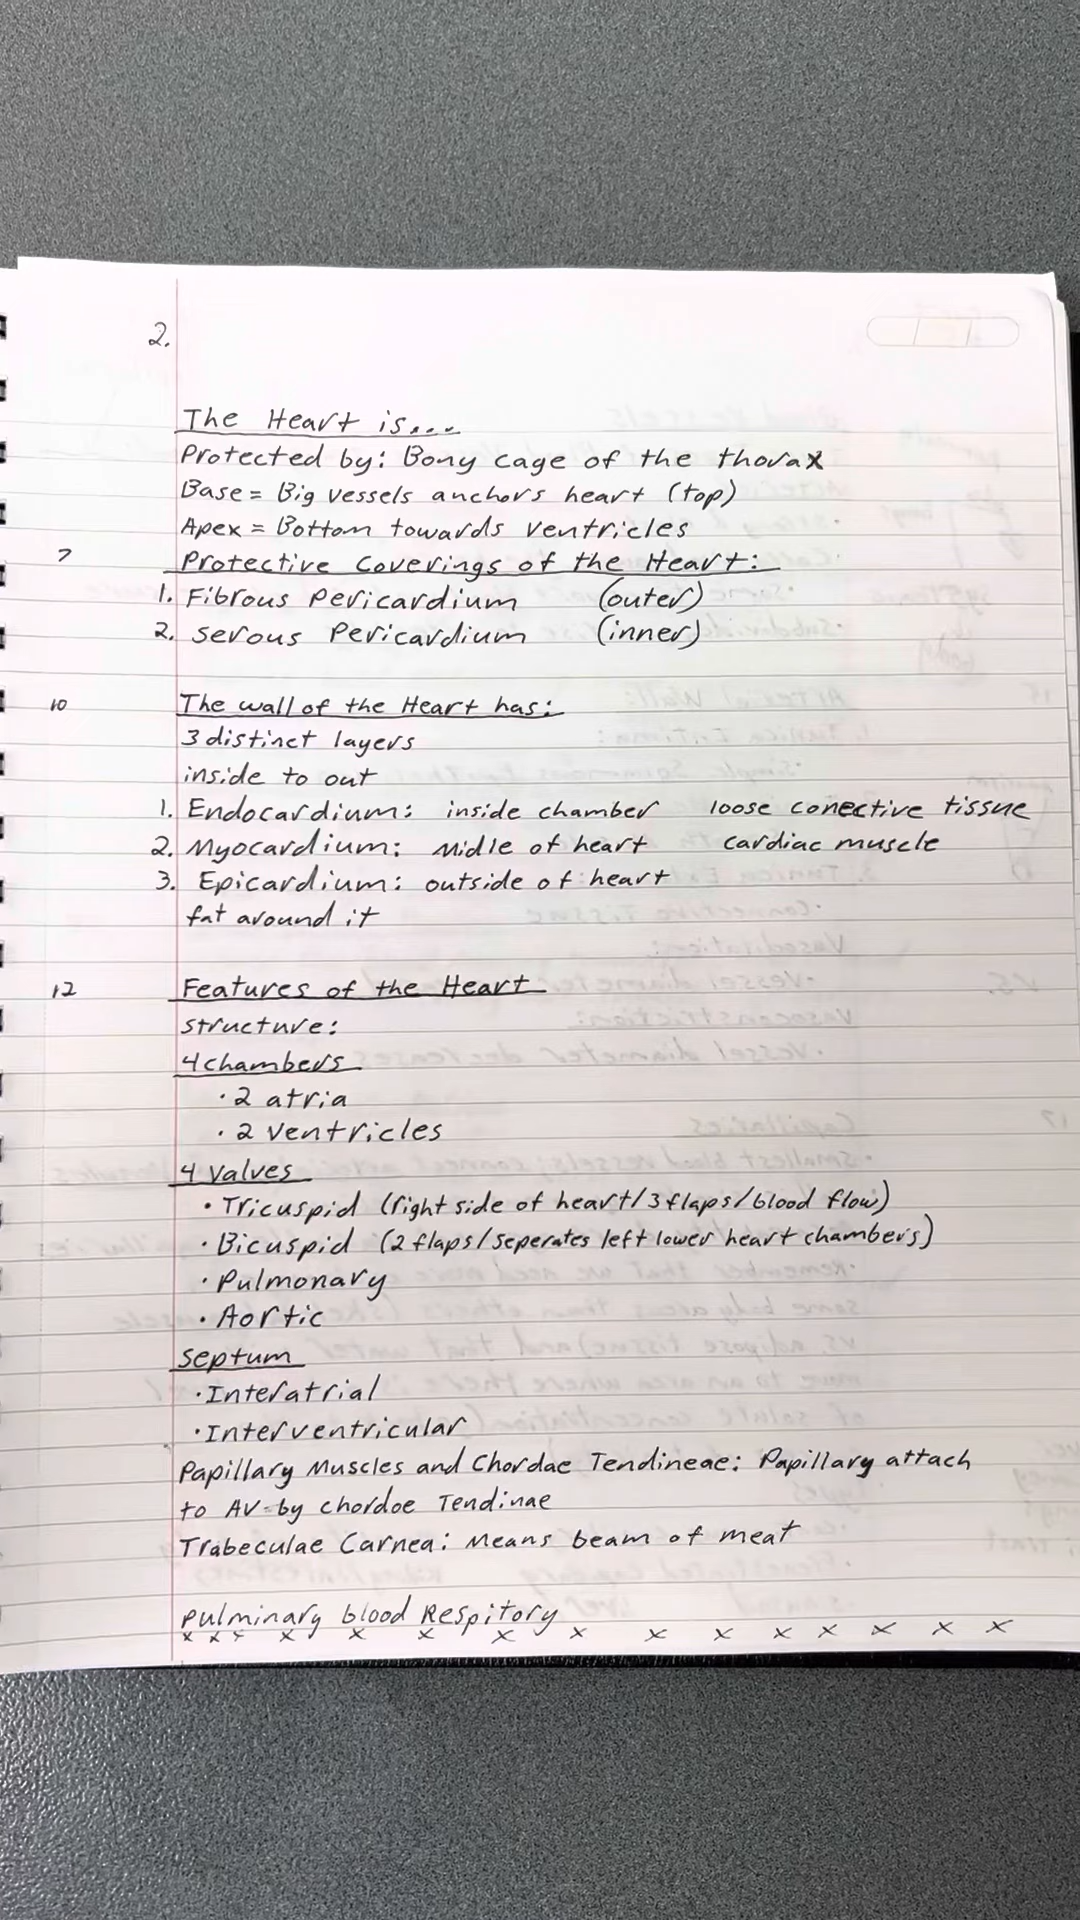 2.
The Heart is...
Protected by: Bony cage of the thorax
Base = Big vessels anchors heart (top)
Apex = Bottom towards ventricles
7 Protective Coverings of the Heart:
1. Fibrous Pericardium (outer)
2. serous Pericardium (inner)
10 The wall of the Heart has:
3 distinct layers
inside to out
1. Endocardium: inside chamber loose conective tissue
2. Myocardium: Midle of heart cardiac muscle
3. Epicardium: outside of heart
fat around it
12 Features of the Heart
structure:
4 chambers
• 2 atria
• 2 ventricles
4 Valves
• Tricuspid (right side of heart/3 flaps/blood flow)
• Bicuspid (2 flaps/seperates left lower heart chambers)
• Pulmonary
• Aortic
Septum
• Interatrial
• Interventricular
Papillary Muscles and Chordae Tendineae: Papillary attach
to AV by chordoe Tendinae
Trabeculae Carnea: Means beam of meat
Pulminary blood Respitory
x x x x x x x x x x x x x x x